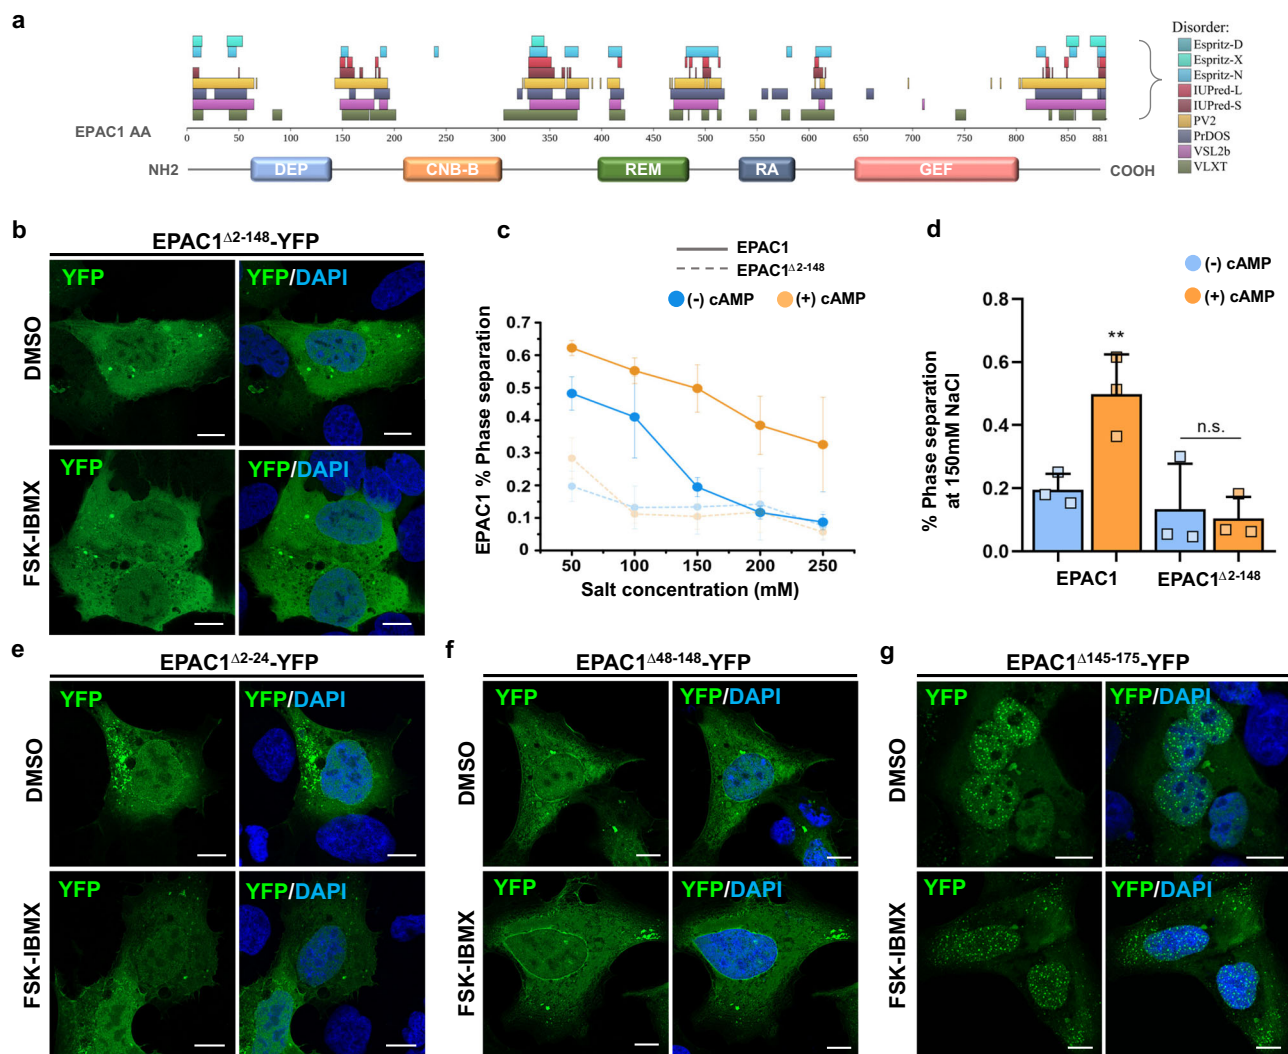 a
Disorder:
Espritz-D
Espritz-X
Espritz-N
IUPred-L
IUPred-S
PV2
PrDOS
VSL2b
VLXT
EPAC1 AA
0 50 100 150 200 250 300 350 400 450 500 550 600 650 700 750 800 850 881
NH2 DEP CNB-B REM RA GEF COOH
b
EPAC1Δ2-148-YFP
YFP YFP/DAPI
DMSO
YFP YFP/DAPI
FSK-IBMX
c
EPAC1
EPAC1Δ2-148
(-) cAMP (+) cAMP
EPAC1 % Phase separation
0.7
0.6
0.5
0.4
0.3
0.2
0.1
0
50 100 150 200 250
Salt concentration (mM)
d
(-) cAMP
(+) cAMP
% Phase separation
at 150mM NaCl
0.8
0.6
0.4
0.2
0.0
**
n.s.
EPAC1 EPAC1Δ2-148
e
EPAC1Δ2-24-YFP
YFP YFP/DAPI
DMSO
YFP YFP/DAPI
FSK-IBMX
f
EPAC1Δ48-148-YFP
YFP YFP/DAPI
DMSO
YFP YFP/DAPI
FSK-IBMX
g
EPAC1Δ145-175-YFP
YFP YFP/DAPI
DMSO
YFP YFP/DAPI
FSK-IBMX